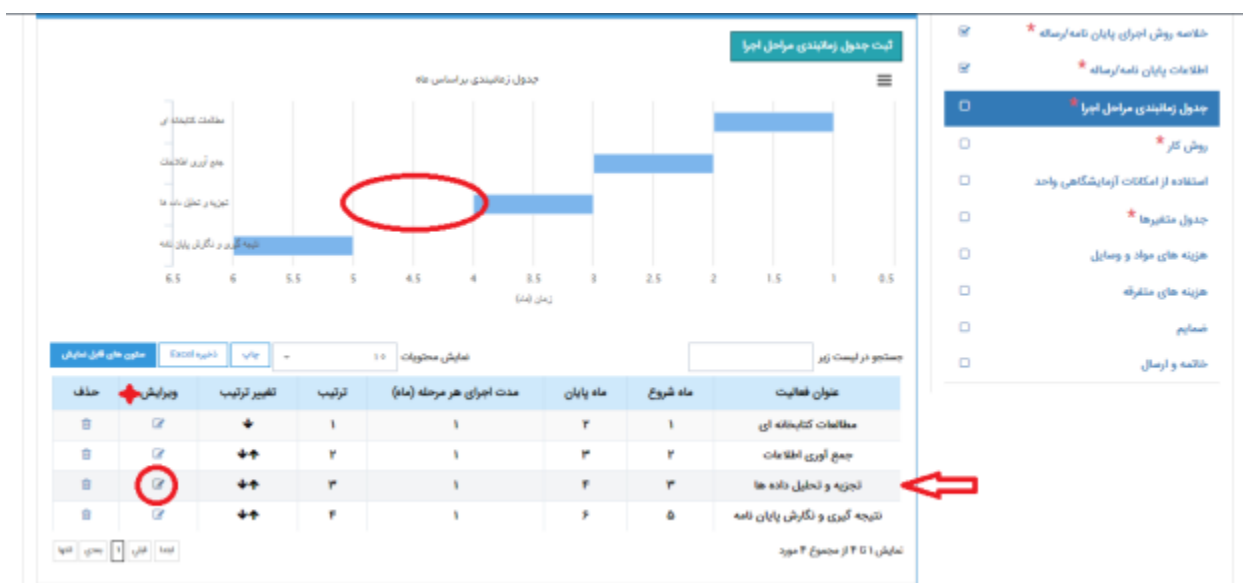 خلاصه روش اجرای پایان نامه/رساله *
اطلاعات پایان نامه/رساله *
جدول زمانبندی مراحل اجرا *
روش کار *
استفاده از امکانات آزمایشگاهی واحد
جدول متغیرها *
هزینه های مواد و وسایل
هزینه های متفرقه
ضمایم
خاتمه و ارسال
ثبت جدول زمانبندی مراحل اجرا
جدول زمانبندی بر اساس ماه
مطالعات کتابخانه ای
جمع آوری اطلاعات
تجزیه و تحلیل داده ها
نتیجه گیری و نگارش پایان نامه
0.5 1 1.5 2 2.5 3 3.5 4 4.5 5 5.5 6 6.5
زمان (ماه)
جستجو در لیست زیر نمایش محتویات ۱۰ چاپ ذخیره Excel ستون های قابل نمایش
عنوان فعالیت ماه شروع ماه پایان مدت اجرای هر مرحله (ماه) ترتیب تغییر ترتیب ویرایش حذف
مطالعات کتابخانه ای ۱ ۲ ۱ ۱
جمع آوری اطلاعات ۲ ۳ ۱ ۲
تجزیه و تحلیل داده ها ۳ ۴ ۱ ۳
نتیجه گیری و نگارش پایان نامه ۵ ۶ ۱ ۴
نمایش ۱ تا ۴ از مجموع ۴ مورد
ابتدا قبلی ۱ بعدی انتها